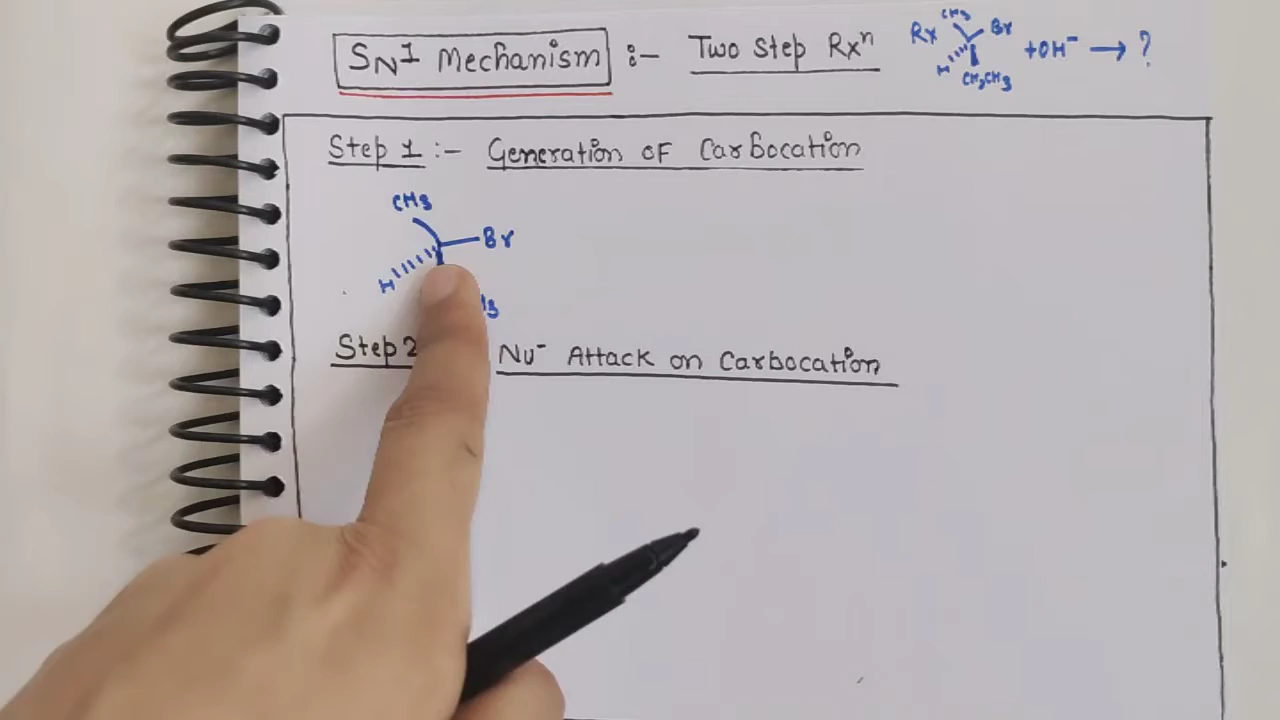 SN1 Mechanism :- Two Step Rxn
Rx CH3 Br H CH2CH3 + OH- → ?
Step 1 :- Generation of Carbocation
CH3
Br
H
H3
Step 2 Nu- Attack on Carbocation